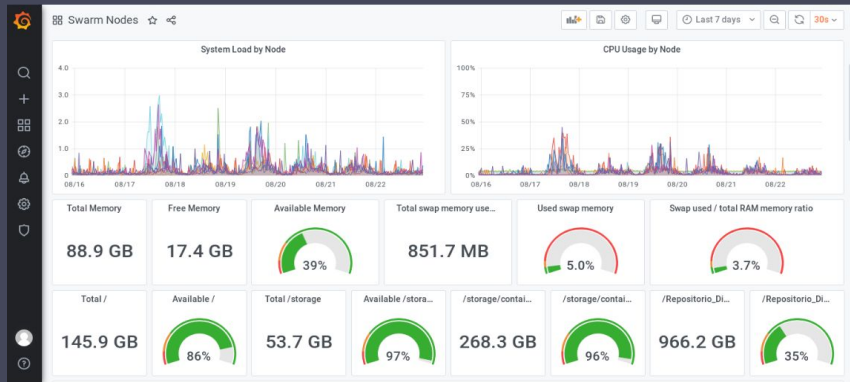 Swarm Nodes
Last 7 days
30s
System Load by Node
4.0
3.0
2.0
1.0
0
08/16 08/17 08/18 08/19 08/20 08/21 08/22
CPU Usage by Node
100%
75%
50%
25%
0%
08/16 08/17 08/18 08/19 08/20 08/21 08/22
Total Memory
88.9 GB
Free Memory
17.4 GB
Available Memory
39%
Total swap memory use...
851.7 MB
Used swap memory
5.0%
Swap used / total RAM memory ratio
3.7%
Total /
145.9 GB
Available /
86%
Total /storage
53.7 GB
Available /stora...
97%
/storage/contai...
268.3 GB
/storage/contai...
96%
/Repositorio_Di...
966.2 GB
/Repositorio_Di...
35%